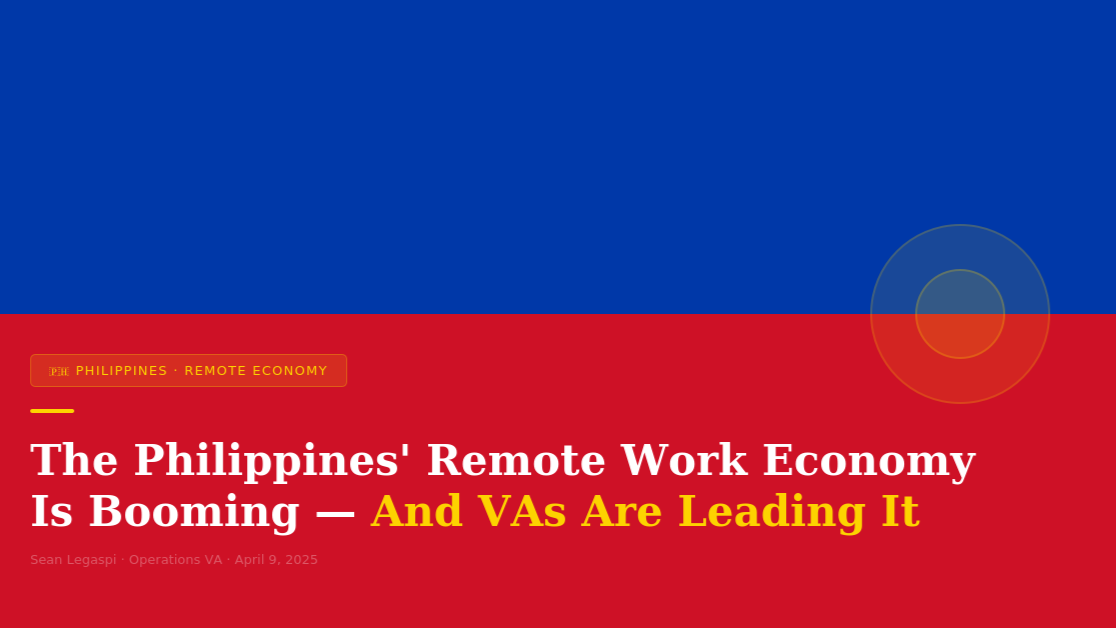 🇵🇭 PHILIPPINES · REMOTE ECONOMY
The Philippines' Remote Work Economy
Is Booming — And VAs Are Leading It
Sean Legaspi · Operations VA · April 9, 2025